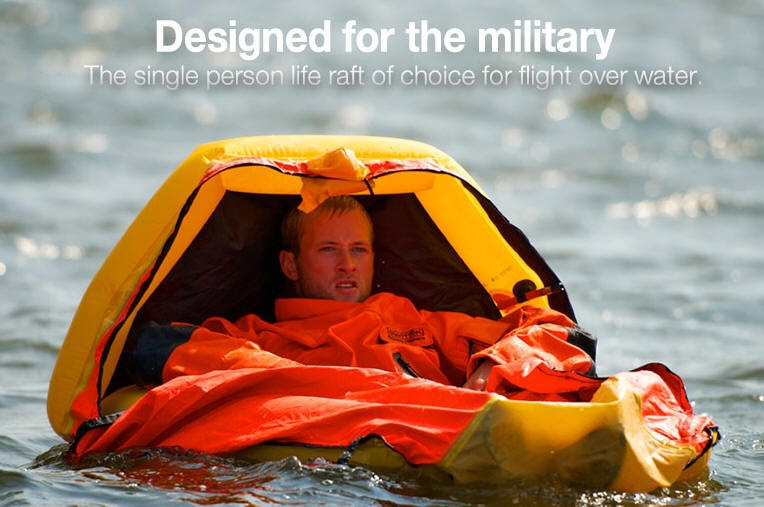 Designed for the military
The single person life raft of choice for flight over water.